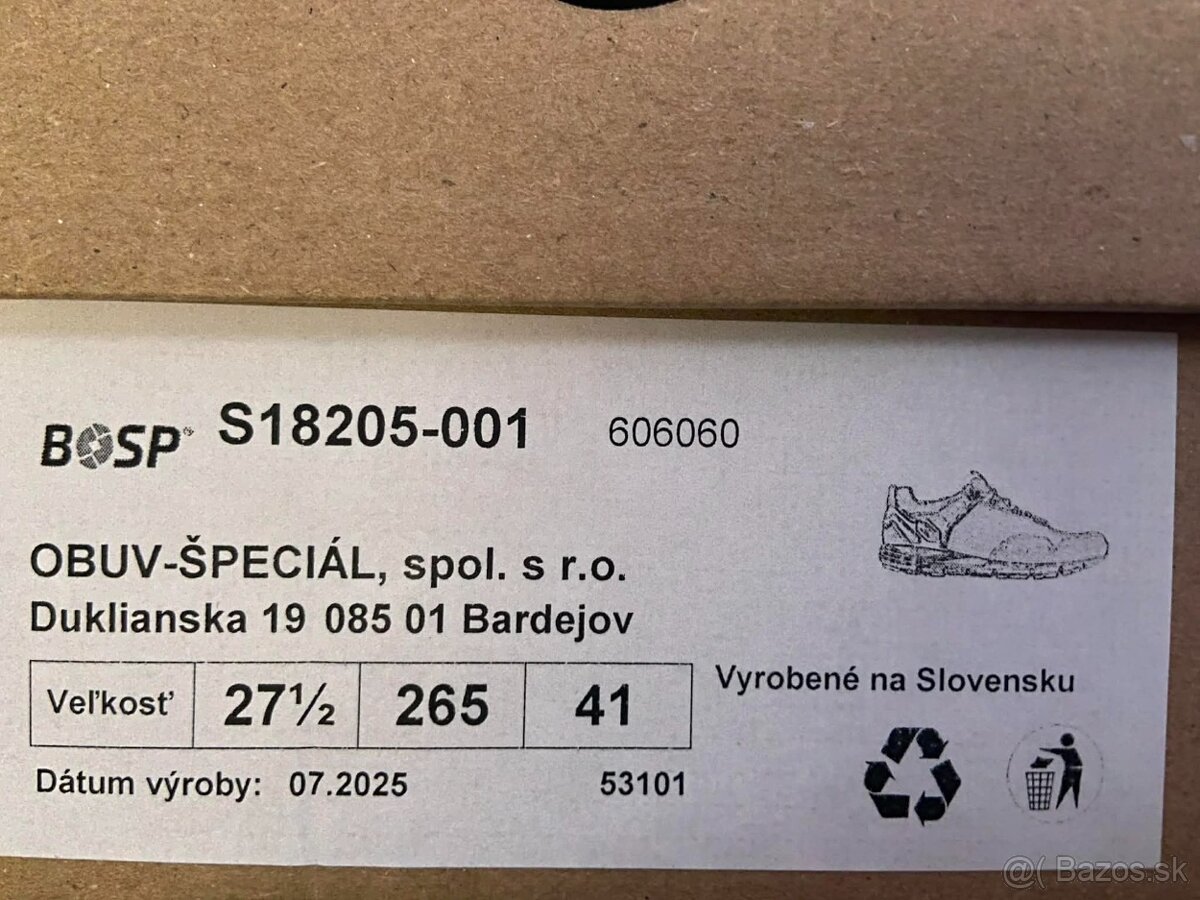 BOSP® S18205-001 606060
OBUV-ŠPECIÁL, spol. s r.o.
Duklianska 19 085 01 Bardejov
Veľkosť 27½ 265 41
Vyrobené na Slovensku
Dátum výroby: 07.2025 53101
@( Bazos.sk